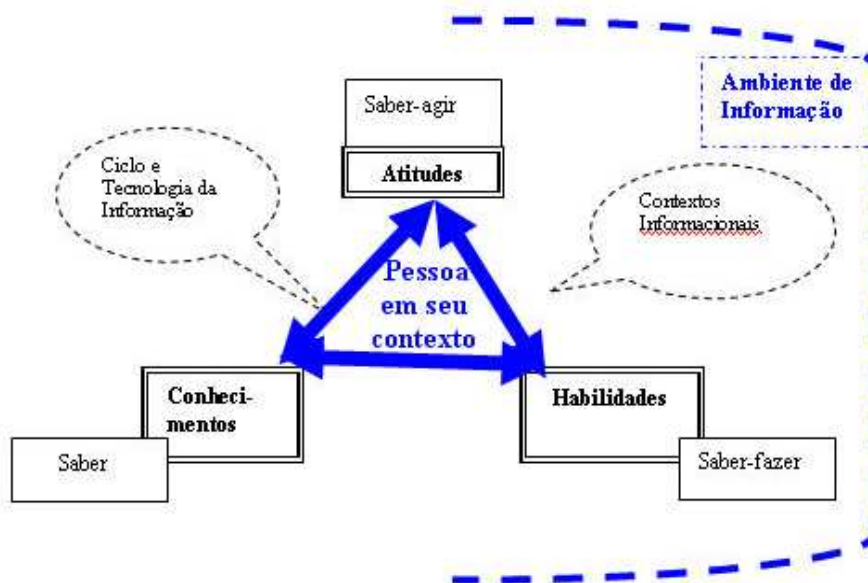 Ambiente de
Informação
Saber-agir
Atitudes
Ciclo e
Tecnologia da
Informação
Contextos
Informacionais
Pessoa
em seu
contexto
Conheci-
mentos
Saber
Habilidades
Saber-fazer